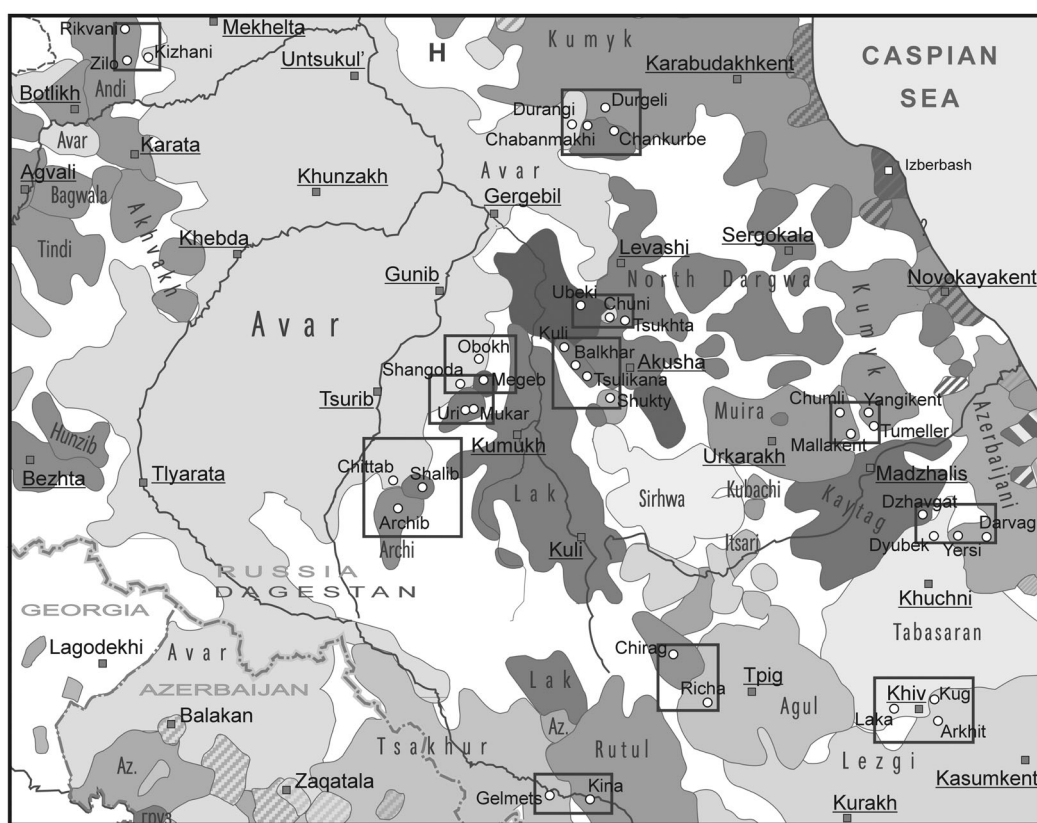 Rikvani
Mekhelta
Kizhani
Zilo
Andi
Untsukul'
H
Kumyk
Karabudakhkent
CASPIAN
SEA
Botlikh
Durangi
Durgeli
Chabanmakhi
Chankurbe
Avar
Karata
Avar
Izberbash
Agvali
Bagwala
Khunzakh
Gergebil
Akhvakh
Tindi
Khebda
Levashi
Sergokala
Gunib
North Dargwa
Novokayakent
Ubeki
Chuni
Tsukhta
Kumyk
Avar
Kuli
Obokh
Balkhar
Akusha
Shangoda
Megeb
Tsulikana
Tsurib
Shukty
Uri
Mukar
Muira
Chumli
Yangikent
Tumeller
Azerbaijani
Hunzib
Kumukh
Mallakent
Urkarakh
Bezhta
Tlyarata
Chittab
Shalib
Madzhalis
Lak
Sirhwa
Kubachi
Kaytag
Dzhavgat
Darvag
Archib
Archi
Kuli
Itsari
Dyubek
Yersi
RUSSIA
DAGESTAN
Khuchni
GEORGIA
Tabasaran
Lagodekhi
Avar
Chirag
AZERBAIJAN
Lak
Richa
Tpig
Agul
Khiv
Kug
Laka
Arkhit
Balakan
Az.
Tsakhur
Rutul
Lezgi
Az.
Zaqatala
Gelmets
Kina
Kasumkent
Kurakh